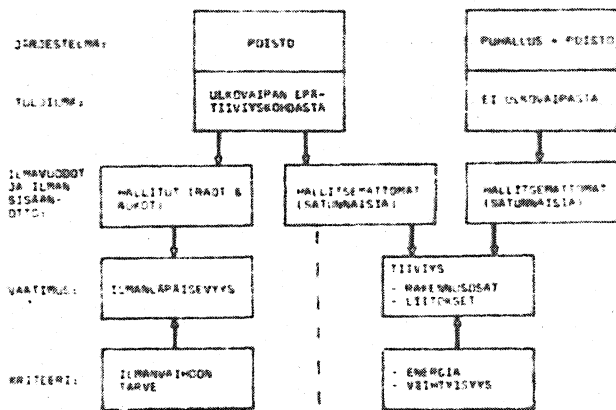 JÄRJESTELMÄ:
POISTO
PUHALLUS + POISTO
TULOILMA:
ULKOVAIPAN EPÄ-
TIIVIYSKOHDASTA
EI ULKOVAIPASTA
ILMAVUODOT
JA ILMAN
SISÄÄN-
OTTO:
HALLITUT (RAOT &
AUKOT)
HALLITSEMATTOMAT
(SATUNNAISIA)
HALLITSEMATTOMAT
(SATUNNAISIA)
VAATIMUS:
ILMANLÄPÄISEVYYS
TIIVIYS
- RAKENNUSOSAT
- LIITOKSET
KRITEERI:
ILMANVAIHDON
TARVE
- ENERGIA
- VIIHTYISYYS